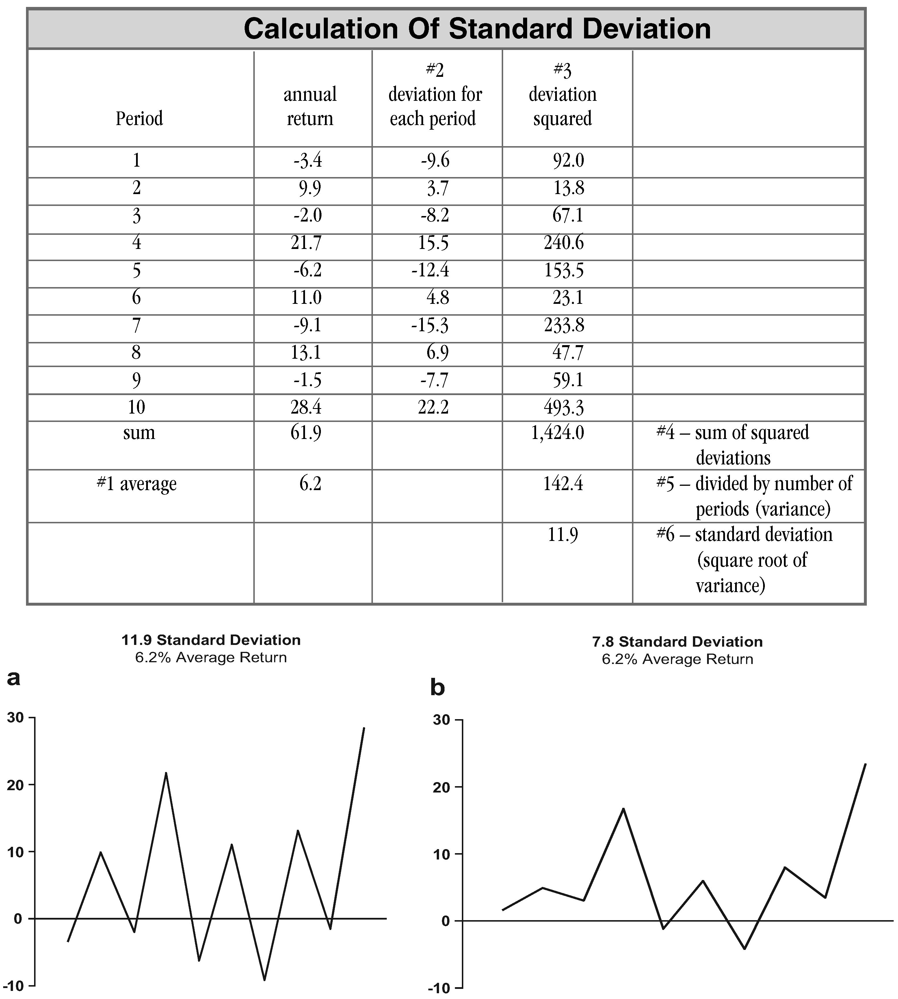 Calculation Of Standard Deviation
Period
annual
return
#2
deviation for
each period
#3
deviation
squared
1 -3.4 -9.6 92.0
2 9.9 3.7 13.8
3 -2.0 -8.2 67.1
4 21.7 15.5 240.6
5 -6.2 -12.4 153.5
6 11.0 4.8 23.1
7 -9.1 -15.3 233.8
8 13.1 6.9 47.7
9 -1.5 -7.7 59.1
10 28.4 22.2 493.3
sum 61.9 1,424.0 #4 – sum of squared
deviations
#1 average 6.2 142.4 #5 – divided by number of
periods (variance)
11.9 #6 – standard deviation
(square root of
variance)
11.9 Standard Deviation
6.2% Average Return
a
30
20
10
0
-10
7.8 Standard Deviation
6.2% Average Return
b
30
20
10
0
-10